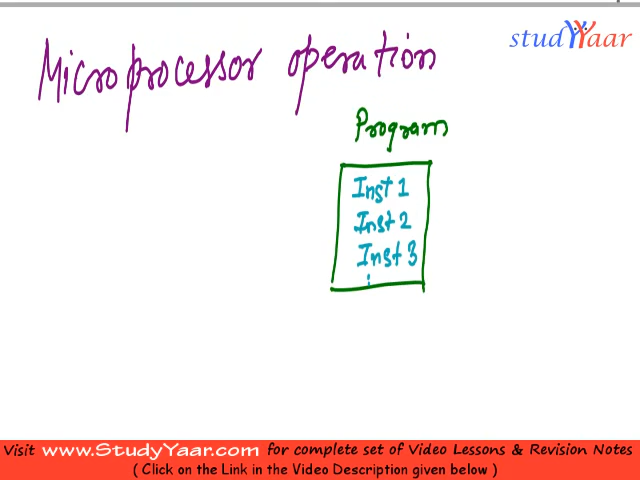 studYYaar
Microprocessor operation
Program
Inst 1
Inst 2
Inst 3
Visit www.StudyYaar.com for complete set of Video Lessons & Revision Notes
( Click on the Link in the Video Description given below )